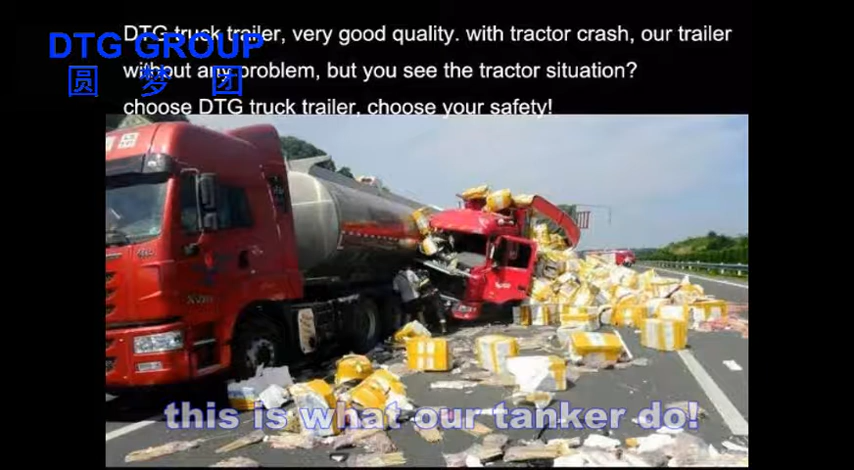 DTG truck trailer, very good quality. with tractor crash, our trailer
DTG GROUP
without any problem, but you see the tractor situation?
圆 梦 团
choose DTG truck trailer, choose your safety!
this is what our tanker do!